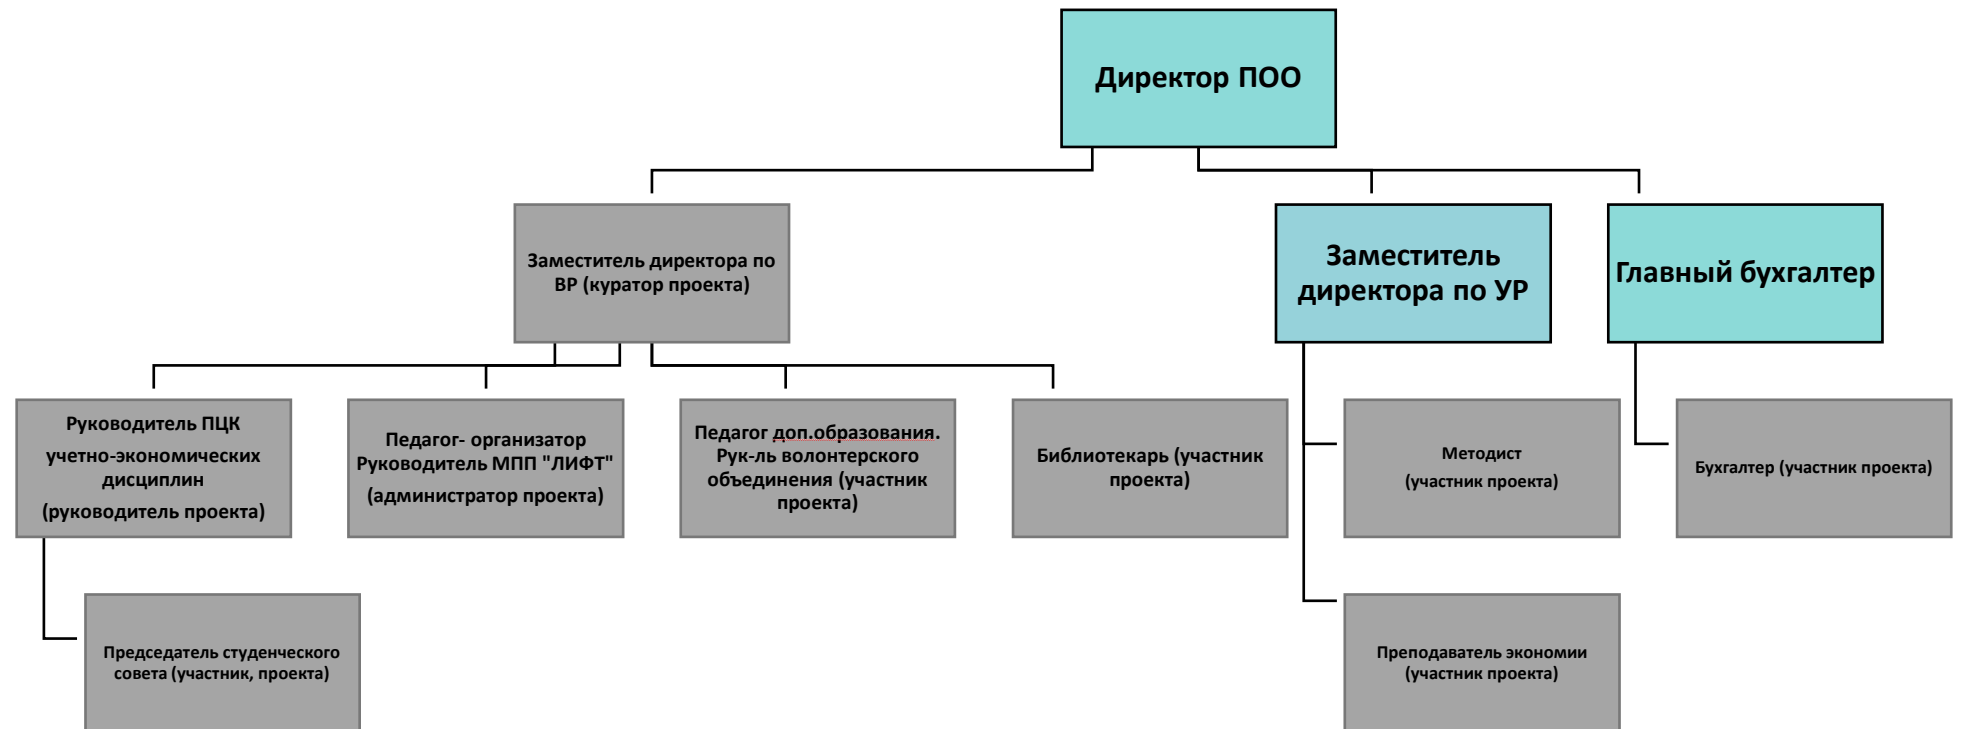 Директор ПОО
Заместитель директора по
ВР (куратор проекта)
Заместитель
директора по УР
Главный бухгалтер
Руководитель ПЦК
учетно-экономических
дисциплин
(руководитель проекта)
Педагог- организатор
Руководитель МПП "ЛИФТ"
(администратор проекта)
Педагог доп.образования.
Рук-ль волонтерского
объединения (участник
проекта)
Библиотекарь (участник
проекта)
Методист
(участник проекта)
Бухгалтер (участник проекта)
Председатель студенческого
совета (участник, проекта)
Преподаватель экономии
(участник проекта)